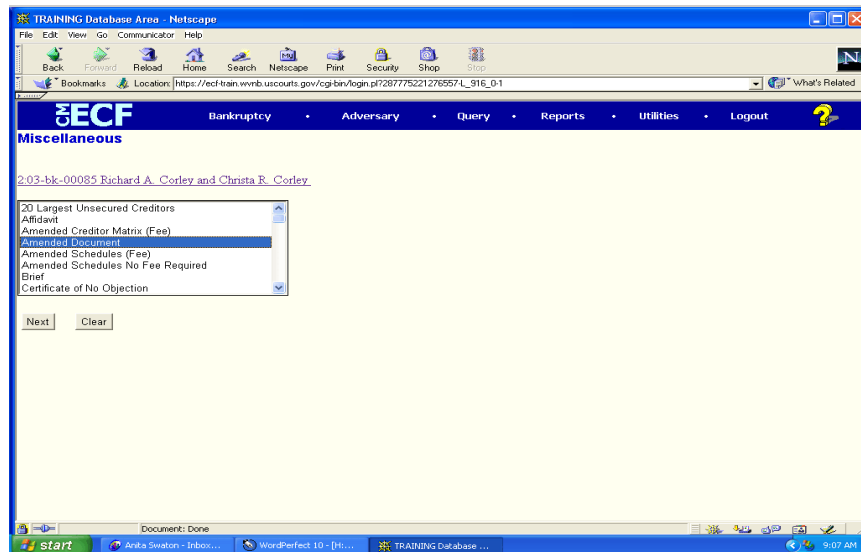 TRAINING Database Area - Netscape
File Edit View Go Communicator Help
Back Forward Reload Home Search Netscape Print Security Shop Stop
Bookmarks Location: https://ecf-train.wvnb.uscourts.gov/cgi-bin/login.pl?287775221276557-L_916_0-1 What's Related
CM ECF Bankruptcy • Adversary • Query • Reports • Utilities • Logout ?
Miscellaneous
2:03-bk-00085 Richard A. Corley and Christa R. Corley
20 Largest Unsecured Creditors
Affidavit
Amended Creditor Matrix (Fee)
Amended Document
Amended Schedules (Fee)
Amended Schedules No Fee Required
Brief
Certificate of No Objection
Next Clear
Document: Done
start Anita Swaton - Inbox... WordPerfect 10 - [H:... TRAINING Database ... 9:07 AM